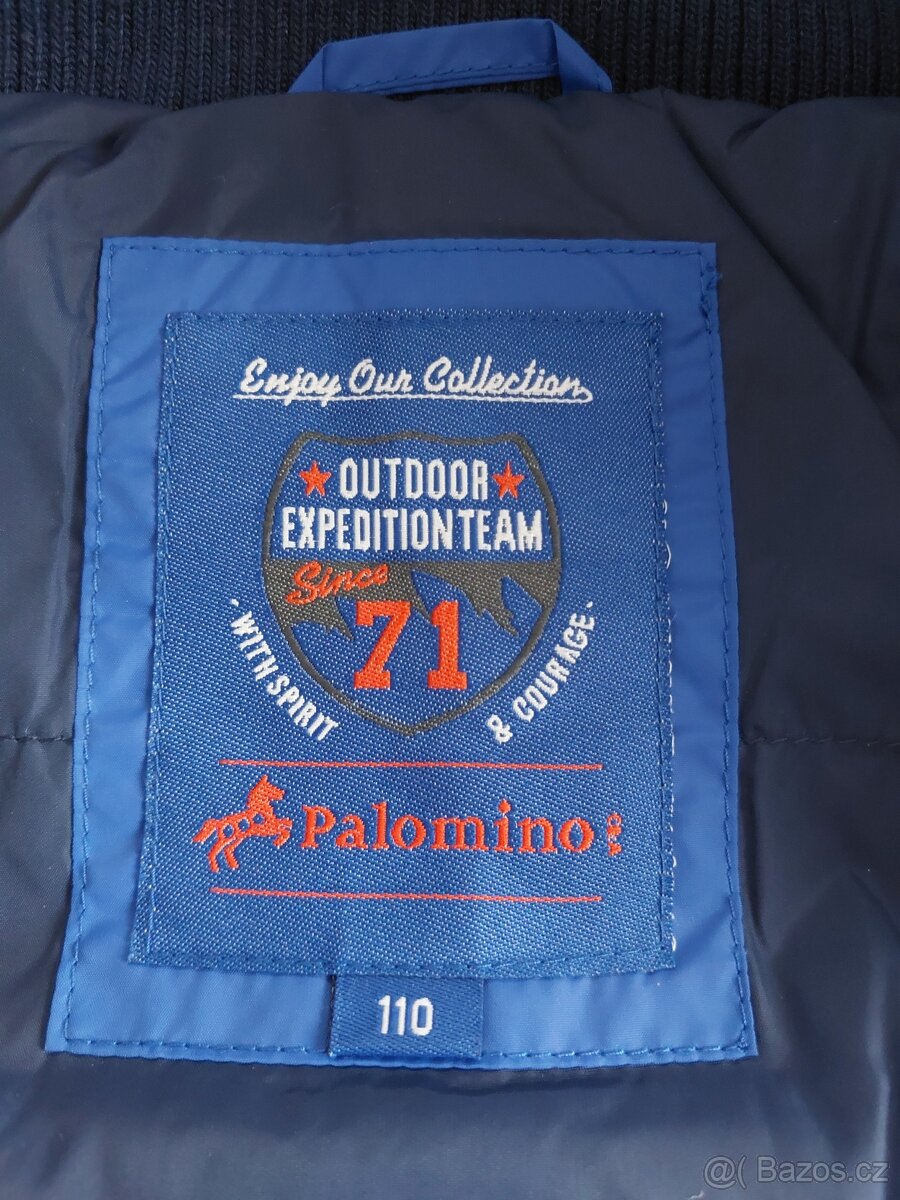 Enjoy Our Collection
OUTDOOR
EXPEDITION TEAM
Since
71
- WITH SPIRIT
& COURAGE -
Palomino C&A
110
@( Bazos.cz